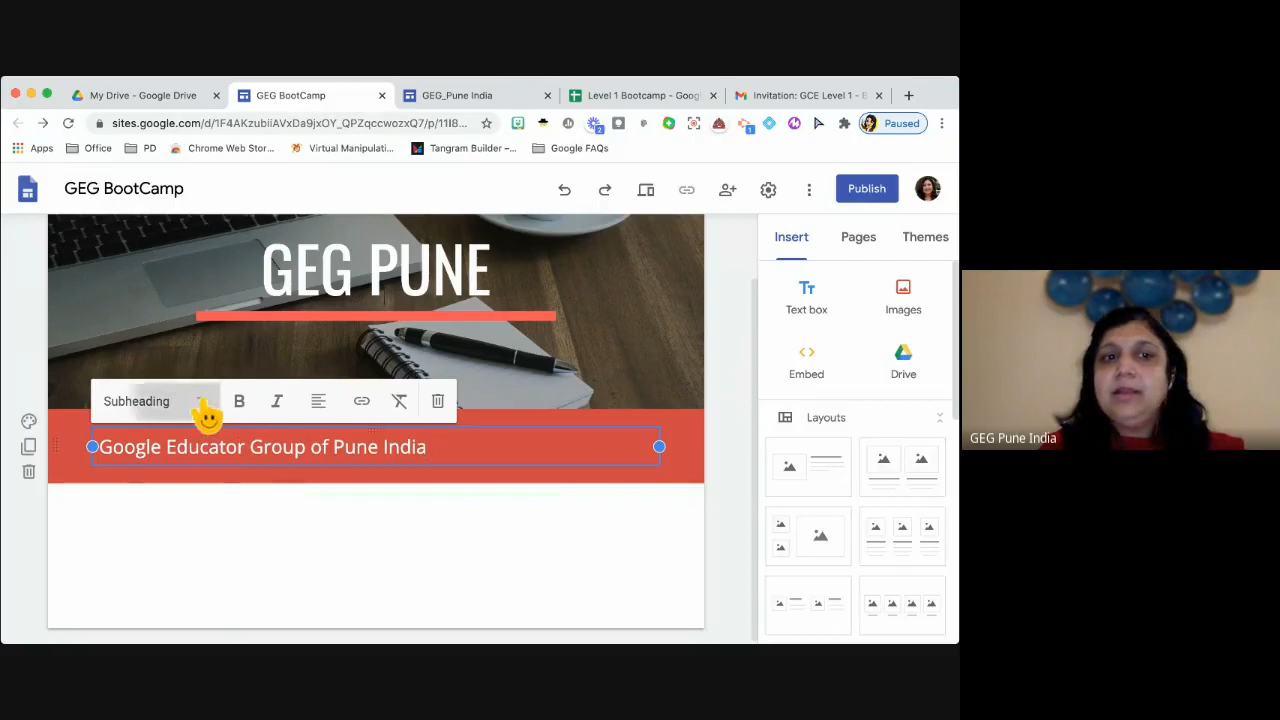 My Drive - Google Drive
GEG BootCamp
GEG_Pune India
Level 1 Bootcamp - Goog
Invitation: GCE Level 1 - E
sites.google.com/d/1F4AKzubiiAVxDa9jxOY_QPZqccwozxQ7/p/11I8...
2
1
Paused
Apps
Office
PD
Chrome Web Stor...
Virtual Manipulati...
Tangram Builder –...
Google FAQs
GEG BootCamp
Publish
GEG PUNE
Insert
Pages
Themes
Text box
Images
Embed
Drive
Subheading
B
I
Layouts
Google Educator Group of Pune India
GEG Pune India